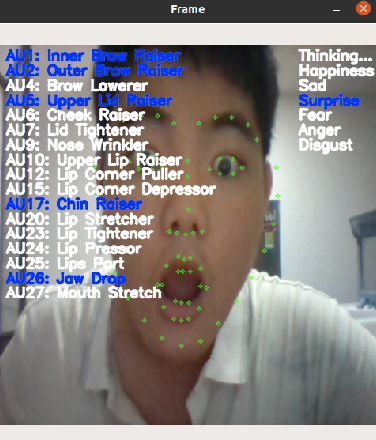 Frame
AU1: Inner Brow Raiser
AU2: Outer Brow Raiser
AU4: Brow Lowerer
AU5: Upper Lid Raiser
AU6: Cheek Raiser
AU7: Lid Tightener
AU9: Nose Wrinkler
AU10: Upper Lip Raiser
AU12: Lip Corner Puller
AU15: Lip Corner Depressor
AU17: Chin Raiser
AU20: Lip Stretcher
AU23: Lip Tightener
AU24: Lip Pressor
AU25: Lips Part
AU26: Jaw Drop
AU27: Mouth Stretch
Thinking...
Happiness
Sad
Surprise
Fear
Anger
Disgust